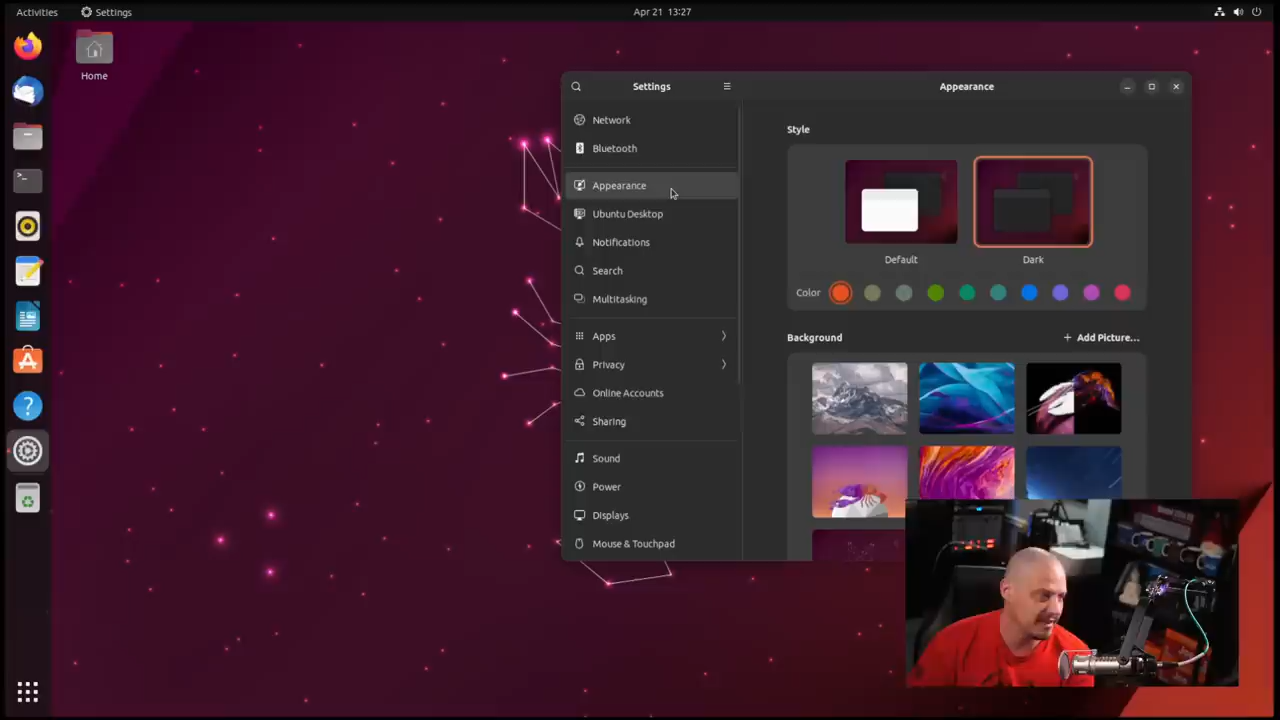 Activities
Settings
Apr 21 13:27
Home
Settings
Appearance
Network
Bluetooth
Appearance
Ubuntu Desktop
Notifications
Search
Multitasking
Apps
Privacy
Online Accounts
Sharing
Sound
Power
Displays
Mouse & Touchpad
Style
Default
Dark
Color
Background
+ Add Picture...